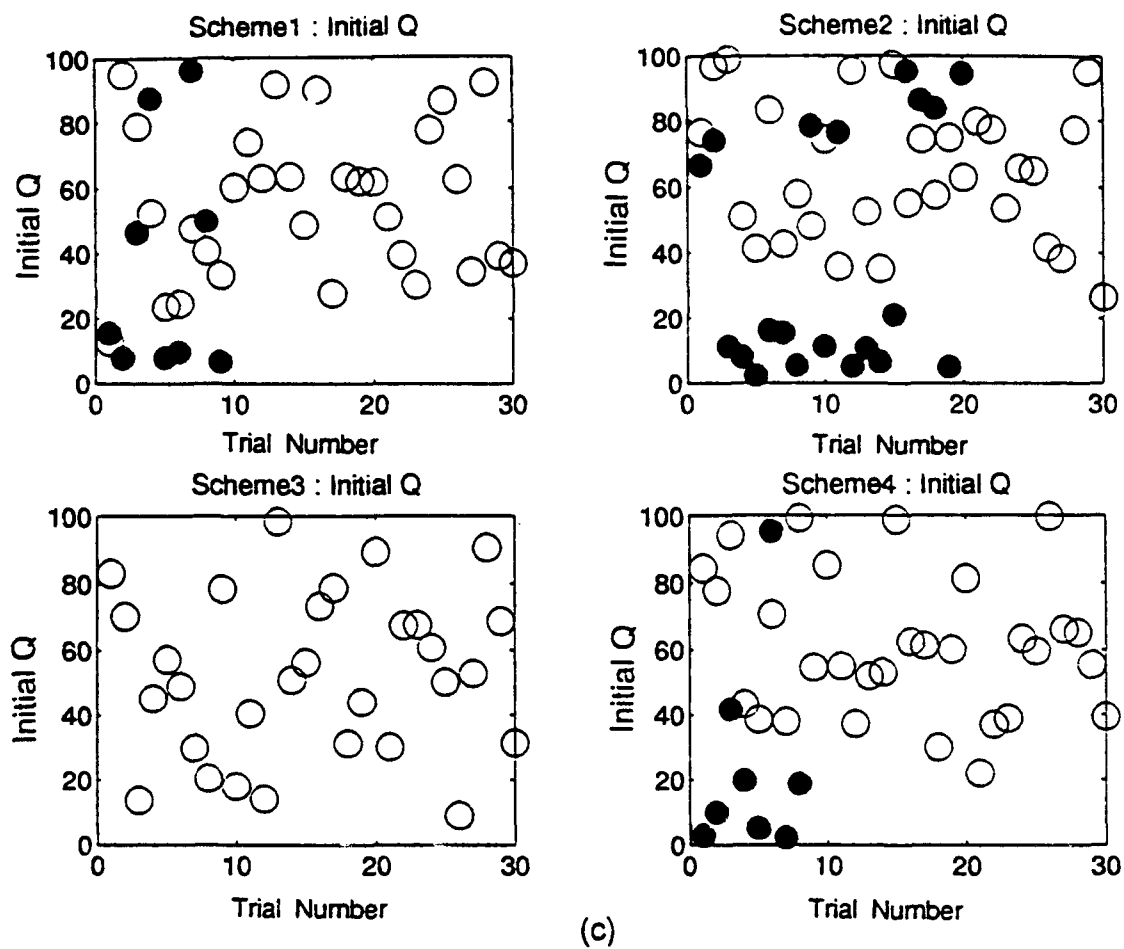 Scheme1 : Initial Q
100
80
60
40
20
0
Initial Q
0 10 20 30
Trial Number
Scheme2 : Initial Q
100
80
60
40
20
0
Initial Q
0 10 20 30
Trial Number
Scheme3 : Initial Q
100
80
60
40
20
0
Initial Q
0 10 20 30
Trial Number
Scheme4 : Initial Q
100
80
60
40
20
0
Initial Q
0 10 20 30
Trial Number
(c)